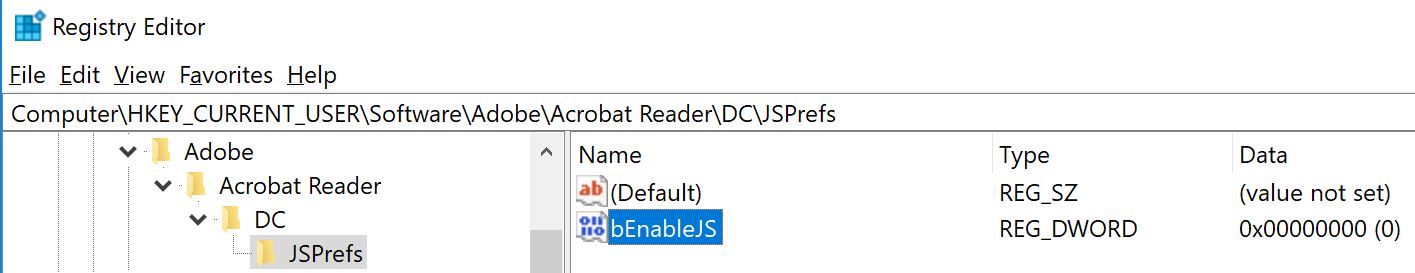 Registry Editor
File Edit View Favorites Help
Computer\HKEY_CURRENT_USER\Software\Adobe\Acrobat Reader\DC\JSPrefs
Adobe
Acrobat Reader
DC
JSPrefs
Name Type Data
ab (Default) REG_SZ (value not set)
bEnableJS REG_DWORD 0x00000000 (0)